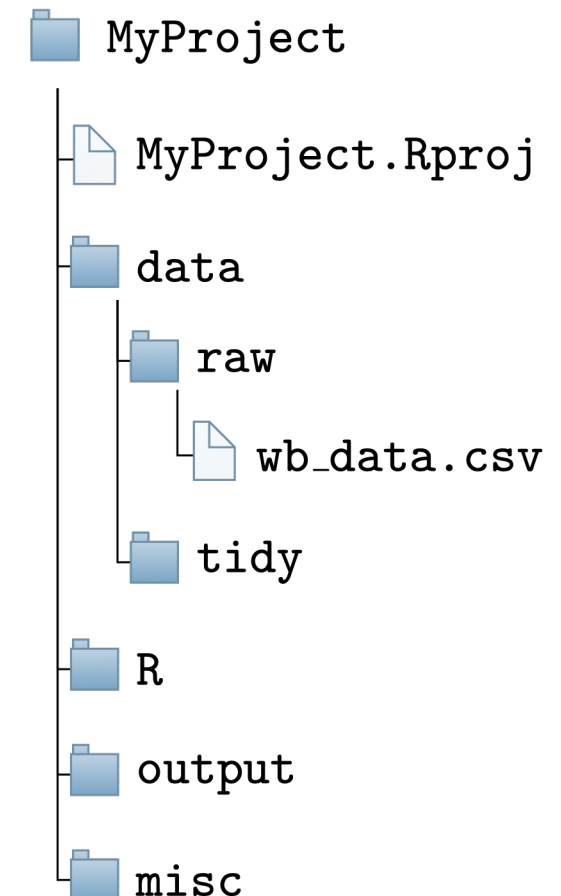 MyProject
MyProject.Rproj
data
raw
wb_data.csv
tidy
R
output
misc